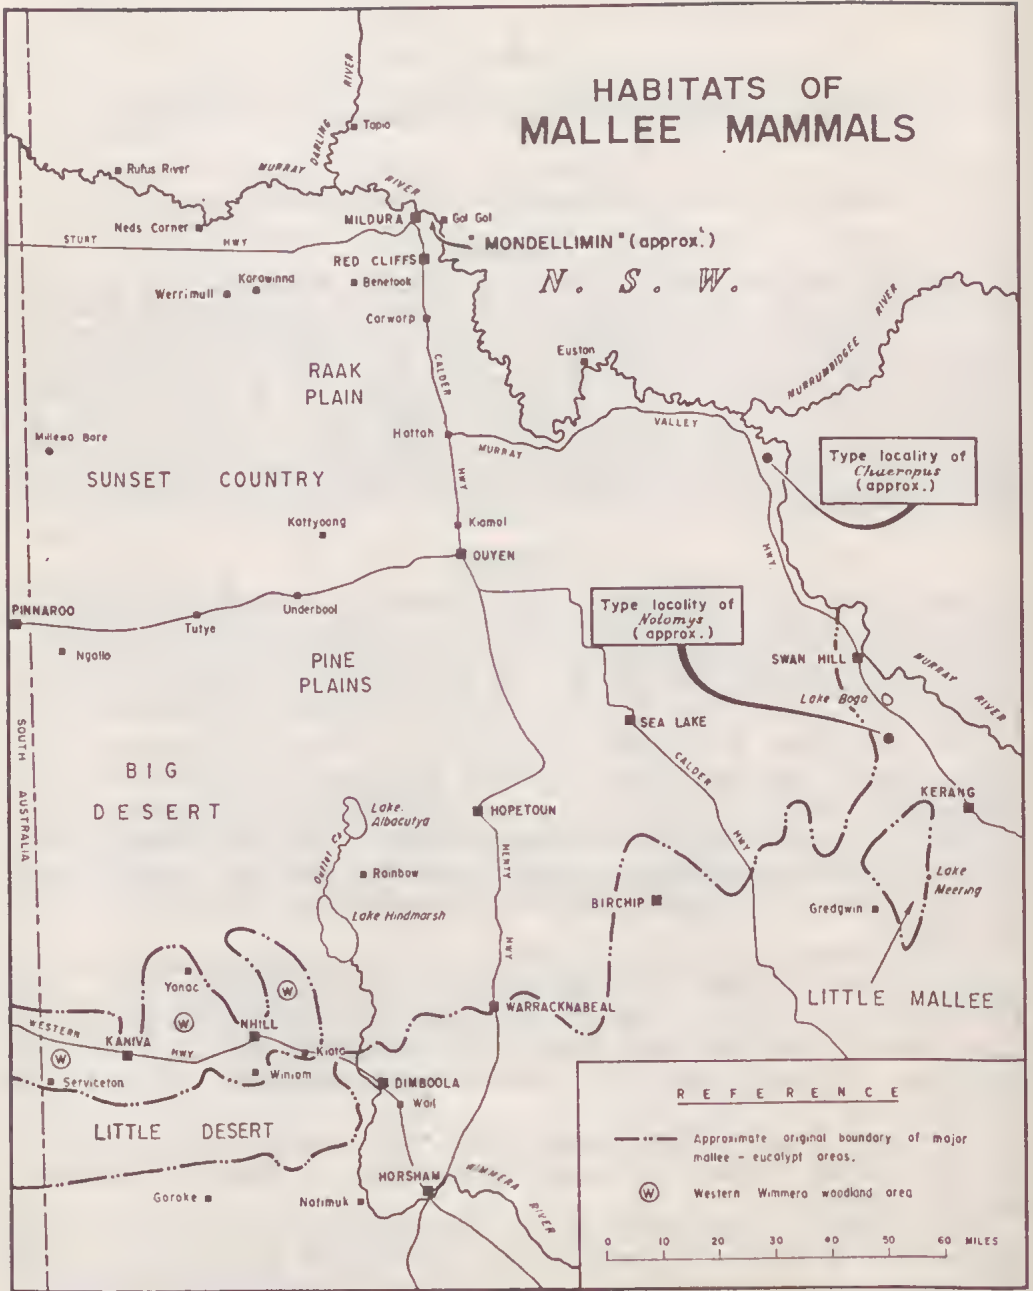 HABITATS OF
MALLEE MAMMALS
RIVER
DARLING
Tapio
Rufus River
MURRAY
RIVER
MILDURA
Gol Gol
Neds Corner
STURT
HWY
"MONDELLIMIN" (approx.)
RED CLIFFS
N. S. W.
Benetook
Karawinna
Werrimull
Carwarp
MURRUMBIDGEE
RIVER
Euston
RAAK
PLAIN
CALDER
VALLEY
Hattah
MURRAY
Millewa Bore
Type locality of
Chaeropus
(approx.)
SUNSET COUNTRY
HWY
Kattyoong
Kiamal
OUYEN
HWY.
Type locality of
Notomys
(approx.)
PINNAROO
Underbool
Tutye
Ngallo
PINE
PLAINS
SWAN HILL
MURRAY
RIVER
Lake Boga
SEA LAKE
SOUTH
AUSTRALIA
BIG
DESERT
CALDER
HWY
KERANG
Lake.
Albacutya
HOPETOUN
Outlet Ck.
HENTY
HWY
Rainbow
Lake
Meering
BIRCHIP
Gredgwin
Lake Hindmarsh
Yanac
W
LITTLE MALLEE
WARRACKNABEAL
W
NHILL
WESTERN
KANIVA
HWY
Kiata
W
Serviceton
Winiam
DIMBOOLA
Wail
LITTLE DESERT
HORSHAM
WIMMERA
RIVER
Goroke
Natimuk
REFERENCE
Approximate original boundary of major
mallee - eucalypt areas.
W Western Wimmera woodland area
0 10 20 30 40 50 60 MILES